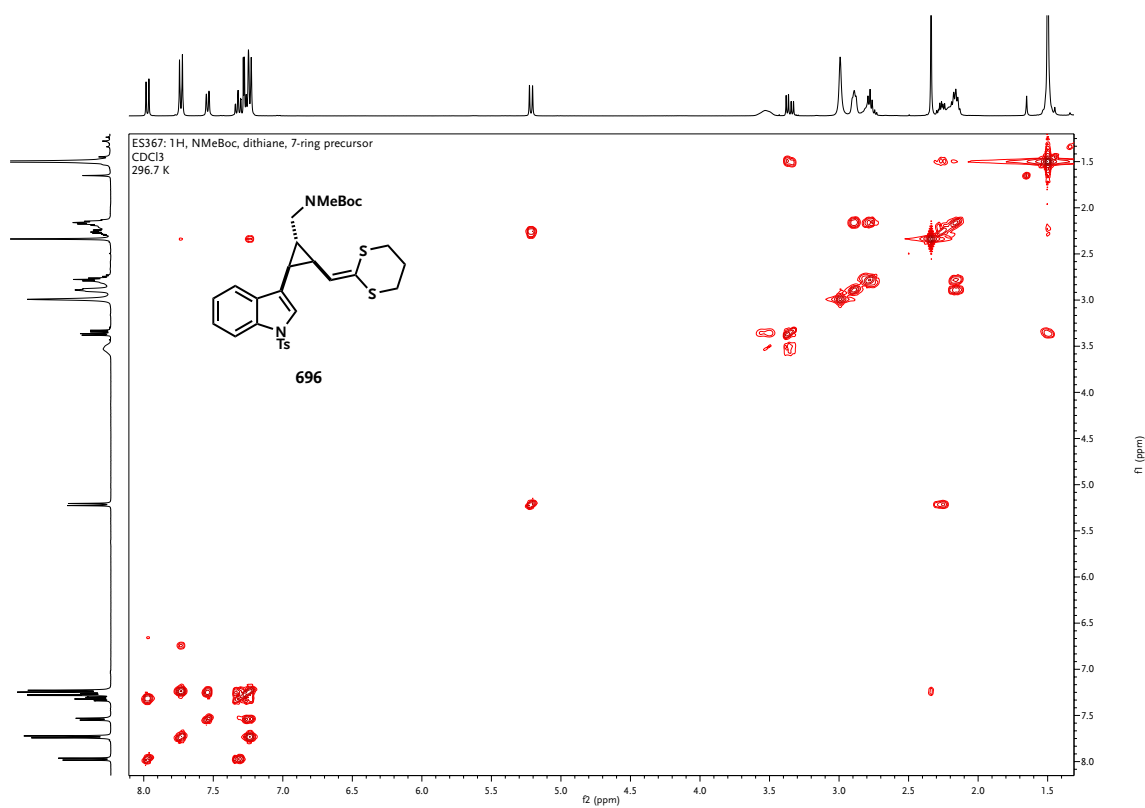 ES367: 1H, NMeBoc, dithiane, 7-ring precursor
CDCl3
296.7 K
NMeBoc
S
S
N
Ts
696
1.5
2.0
2.5
3.0
3.5
4.0
4.5
5.0
5.5
6.0
6.5
7.0
7.5
8.0
f1 (ppm)
8.0 7.5 7.0 6.5 6.0 5.5 5.0 4.5 4.0 3.5 3.0 2.5 2.0 1.5
f2 (ppm)